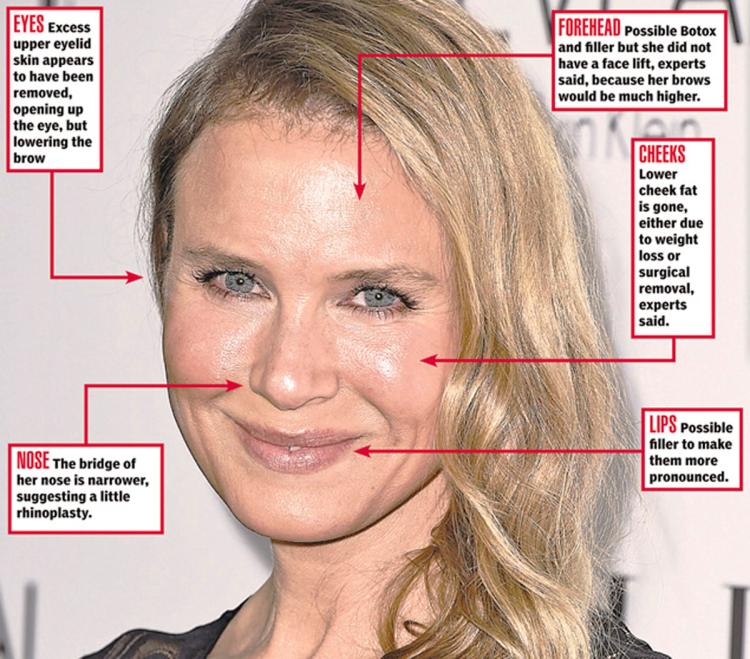 EYES Excess
upper eyelid
skin appears
to have been
removed,
opening up
the eye, but
lowering the
brow
FOREHEAD Possible Botox
and filler but she did not
have a face lift, experts
said, because her brows
would be much higher.
CHEEKS
Lower
cheek fat
is gone,
either due
to weight
loss or
surgical
removal,
experts
said.
NOSE The bridge of
her nose is narrower,
suggesting a little
rhinoplasty.
LIPS Possible
filler to make
them more
pronounced.